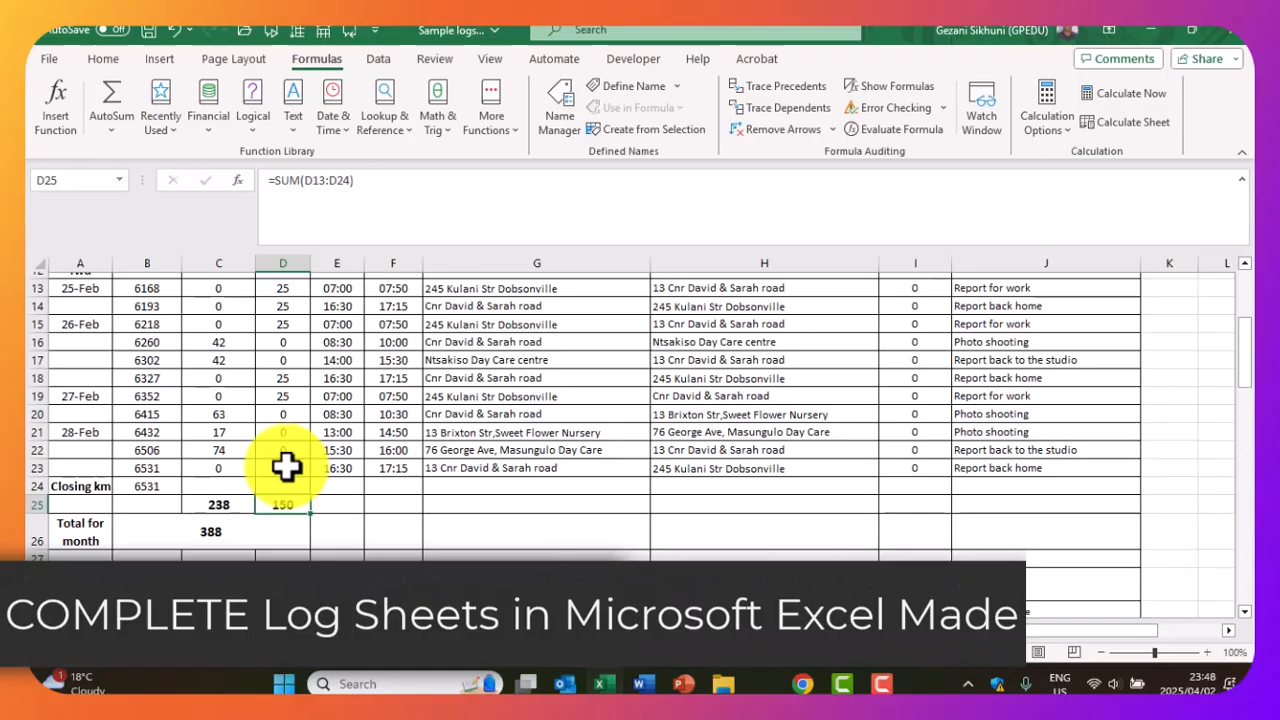 AutoSave Off Sample logs... Search Gezani Sikhuni (GPEDU)
File Home Insert Page Layout Formulas Data Review View Automate Developer Help Acrobat Comments Share
Insert Function
AutoSum
Recently Used
Financial
Logical
Text
Date & Time
Lookup & Reference
Math & Trig
More Functions
Function Library
Name Manager
Define Name
Use in Formula
Create from Selection
Defined Names
Trace Precedents
Trace Dependents
Remove Arrows
Show Formulas
Error Checking
Evaluate Formula
Formula Auditing
Watch Window
Calculation Options
Calculate Now
Calculate Sheet
Calculation
D25 fx =SUM(D13:D24)
A B C D E F G H I J K L
13 25-Feb 6168 0 25 07:00 07:50 245 Kulani Str Dobsonville 13 Cnr David & Sarah road 0 Report for work
14 6193 0 25 16:30 17:15 Cnr David & Sarah road 245 Kulani Str Dobsonville 0 Report back home
15 26-Feb 6218 0 25 07:00 07:50 245 Kulani Str Dobsonville 13 Cnr David & Sarah road 0 Report for work
16 6260 42 0 08:30 10:00 Cnr David & Sarah road Ntsakiso Day Care centre 0 Photo shooting
17 6302 42 0 14:00 15:30 Ntsakiso Day Care centre 13 Cnr David & Sarah road 0 Report back to the studio
18 6327 0 25 16:30 17:15 Cnr David & Sarah road 245 Kulani Str Dobsonville 0 Report back home
19 27-Feb 6352 0 25 07:00 07:50 245 Kulani Str Dobsonville Cnr David & Sarah road 0 Report for work
20 6415 63 0 08:30 10:30 Cnr David & Sarah road 13 Brixton Str,Sweet Flower Nursery 0 Photo shooting
21 28-Feb 6432 17 0 13:00 14:50 13 Brixton Str,Sweet Flower Nursery 76 George Ave, Masungulo Day Care 0 Photo shooting
22 6506 74 15:30 16:00 76 George Ave, Masungulo Day Care 13 Cnr David & Sarah road 0 Report back to the studio
23 6531 0 16:30 17:15 13 Cnr David & Sarah road 245 Kulani Str Dobsonville 0 Report back home
24 Closing km 6531
25 238 150
26 Total for month 388
COMPLETE Log Sheets in Microsoft Excel Made
100%
18°C
Cloudy
1
Search
ENG
US
23:48
2025/04/02